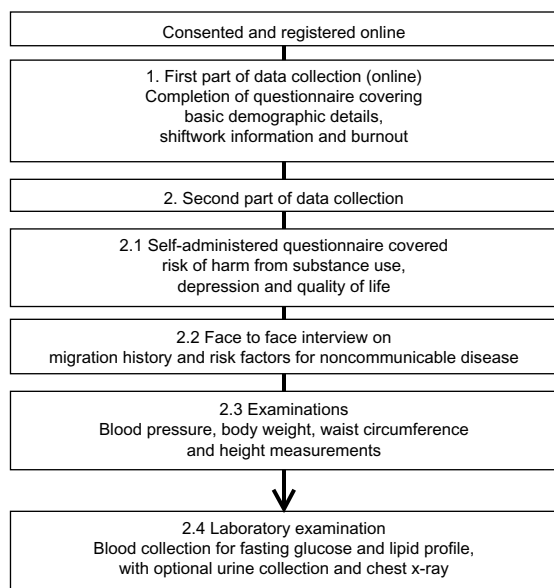 Consented and registered online
1. First part of data collection (online)
Completion of questionnaire covering
basic demographic details,
shiftwork information and burnout
2. Second part of data collection
2.1 Self-administered questionnaire covered
risk of harm from substance use,
depression and quality of life
2.2 Face to face interview on
migration history and risk factors for noncommunicable disease
2.3 Examinations
Blood pressure, body weight, waist circumference
and height measurements
2.4 Laboratory examination
Blood collection for fasting glucose and lipid profile,
with optional urine collection and chest x-ray